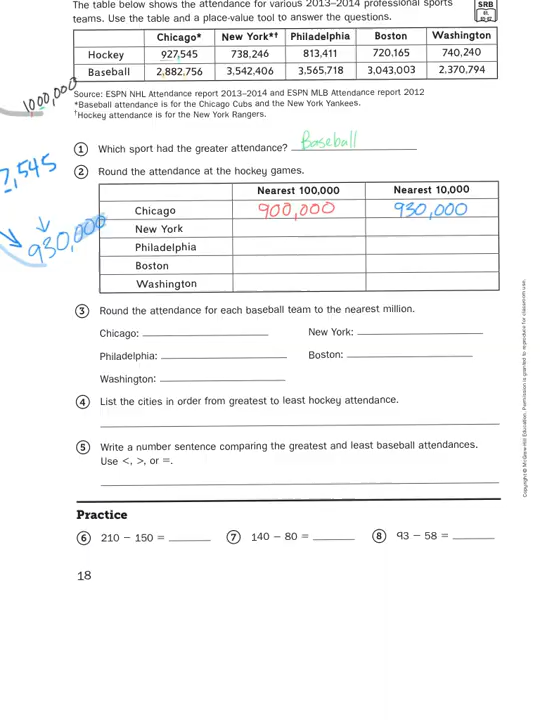 The table below shows the attendance for various 2013–2014 professional sports
SRB
teams. Use the table and a place-value tool to answer the questions.
Chicago* New York*† Philadelphia Boston Washington
Hockey 927,545 738,246 813,411 720,165 740,240
Baseball 2,882,756 3,542,406 3,565,718 3,043,003 2,370,794
1,000,000
Source: ESPN NHL Attendance report 2013–2014 and ESPN MLB Attendance report 2012
*Baseball attendance is for the Chicago Cubs and the New York Yankees.
†Hockey attendance is for the New York Rangers.
1 Which sport had the greater attendance? Baseball
7,545
2 Round the attendance at the hockey games.
Nearest 100,000 Nearest 10,000
Chicago 900,000 930,000
930,000
New York
Philadelphia
Boston
Washington
3 Round the attendance for each baseball team to the nearest million.
Chicago: New York:
Philadelphia: Boston:
Washington:
4 List the cities in order from greatest to least hockey attendance.
5 Write a number sentence comparing the greatest and least baseball attendances.
Use <, >, or =.
Practice
6 210 − 150 = 7 140 − 80 = 8 93 − 58 =
18
Copyright © McGraw-Hill Education. Permission is granted to reproduce for classroom use.